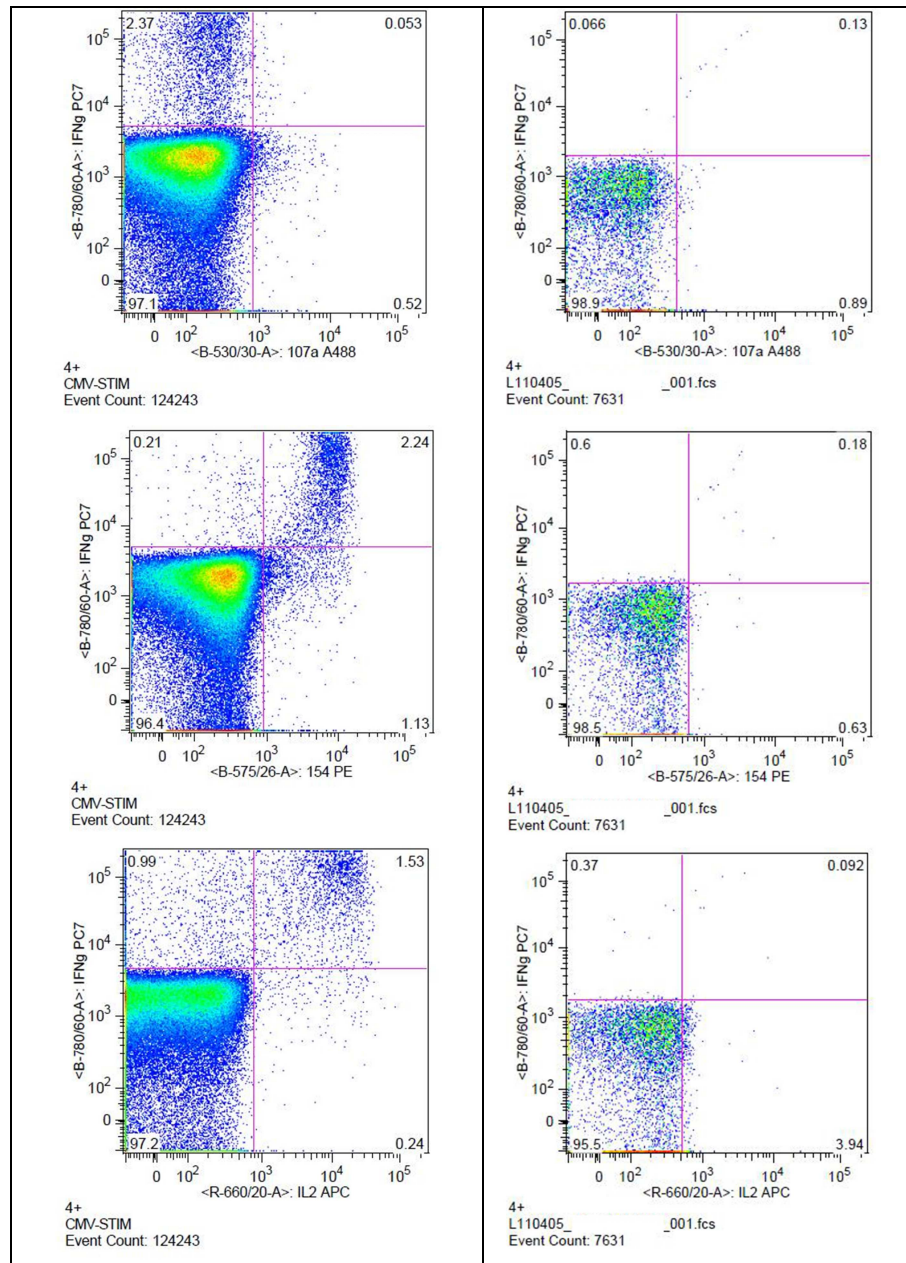 2.37 0.053
10^5
10^4
10^3
10^2
0
97.1 0.52
<B-780/60-A>: IFNg PC7
0 10^2 10^3 10^4 10^5
<B-530/30-A>: 107a A488
4+
CMV-STIM
Event Count: 124243
0.066 0.13
10^5
10^4
10^3
10^2
0
98.9 0.89
<B-780/60-A>: IFNg PC7
0 10^2 10^3 10^4 10^5
<B-530/30-A>: 107a A488
4+
L110405_ _001.fcs
Event Count: 7631
0.21 2.24
10^5
10^4
10^3
10^2
0
96.4 1.13
<B-780/60-A>: IFNg PC7
0 10^2 10^3 10^4 10^5
<B-575/26-A>: 154 PE
4+
CMV-STIM
Event Count: 124243
0.6 0.18
10^5
10^4
10^3
10^2
0
98.5 0.63
<B-780/60-A>: IFNg PC7
0 10^2 10^3 10^4 10^5
<B-575/26-A>: 154 PE
4+
L110405_ _001.fcs
Event Count: 7631
0.99 1.53
10^5
10^4
10^3
10^2
0
97.2 0.24
<B-780/60-A>: IFNg PC7
0 10^2 10^3 10^4 10^5
<R-660/20-A>: IL2 APC
4+
CMV-STIM
Event Count: 124243
0.37 0.092
10^5
10^4
10^3
10^2
0
95.5 3.94
<B-780/60-A>: IFNg PC7
0 10^2 10^3 10^4 10^5
<R-660/20-A>: IL2 APC
4+
L110405_ _001.fcs
Event Count: 7631